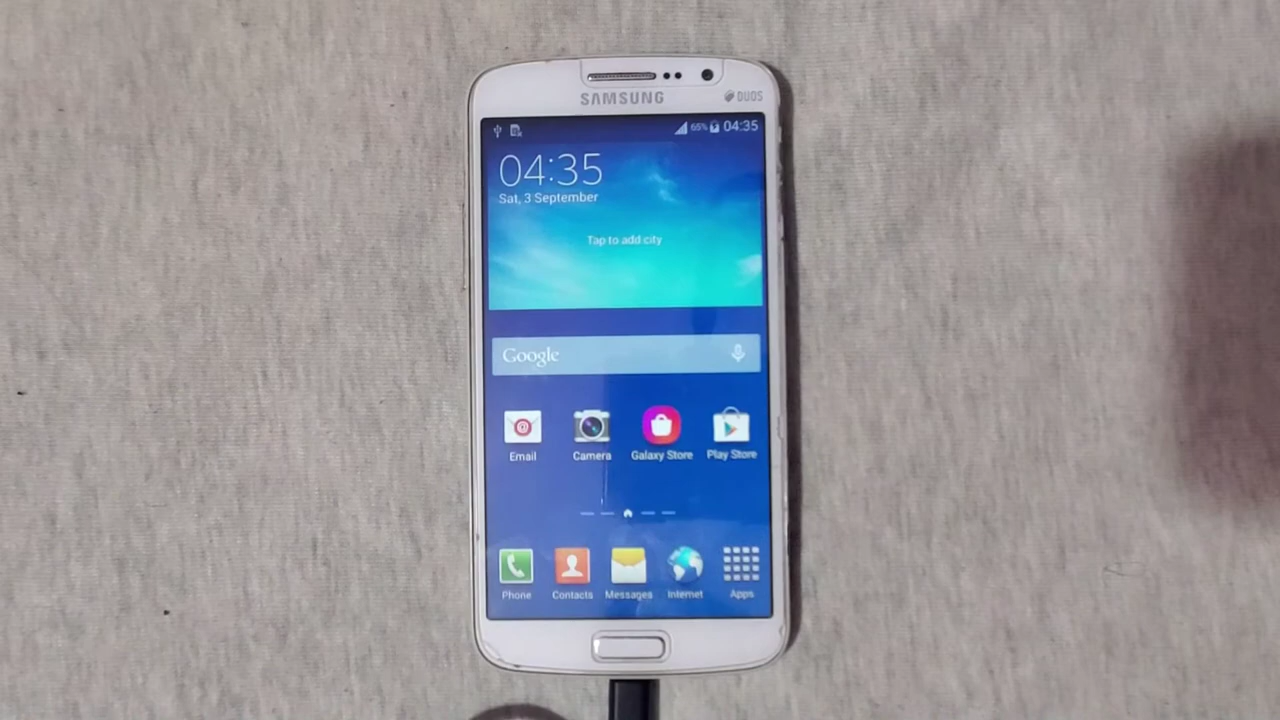 SAMSUNG
DUOS
65% 04:35
04:35
Sat, 3 September
Tap to add city
Google
Email Camera Galaxy Store Play Store
Phone Contacts Messages Internet Apps